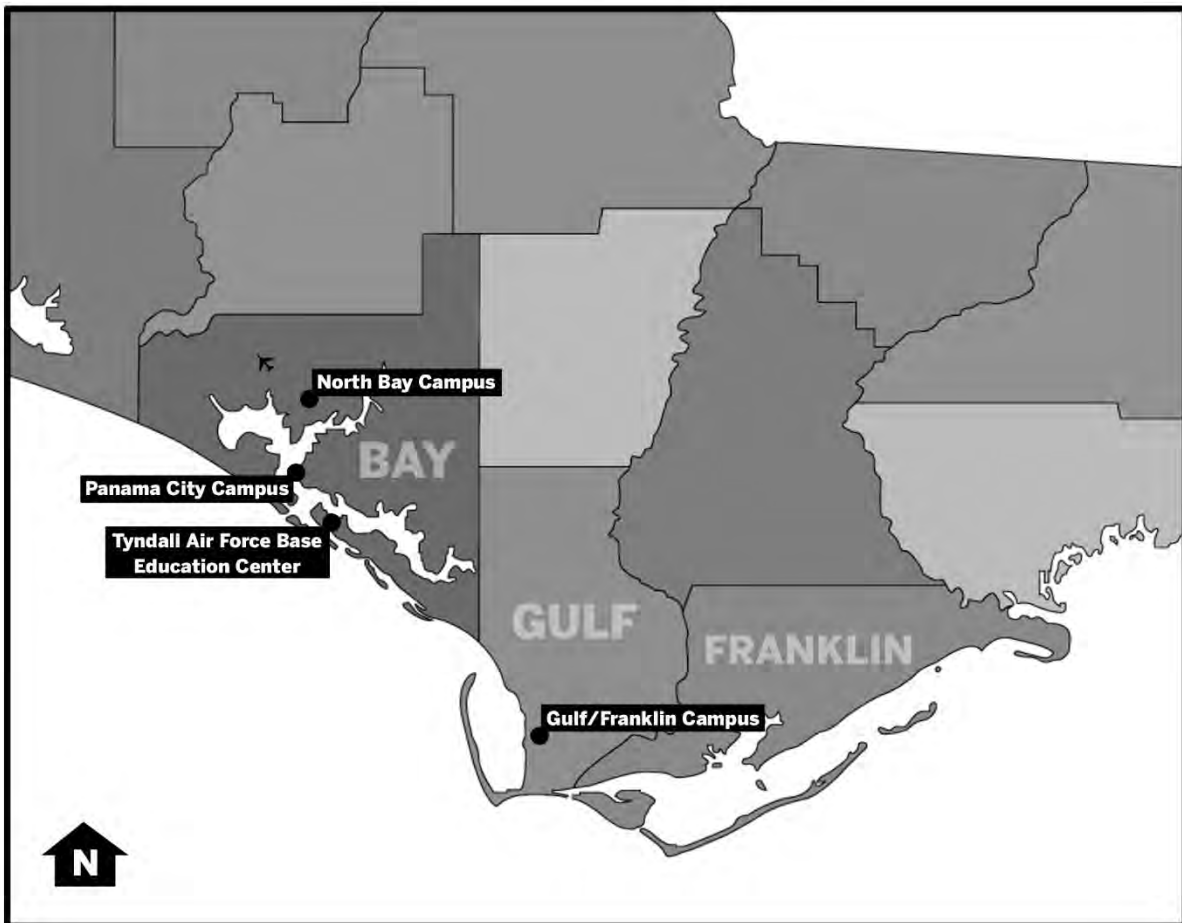 North Bay Campus
BAY
Panama City Campus
Tyndall Air Force Base
Education Center
GULF
FRANKLIN
Gulf/Franklin Campus
N